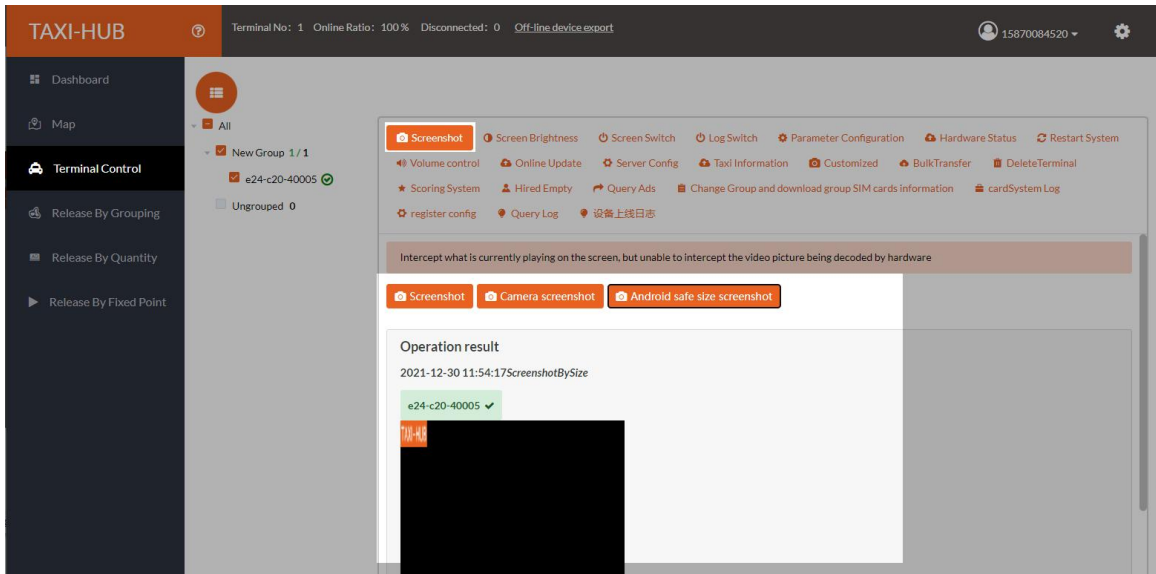 TAXI-HUB
Terminal No: 1 Online Ratio: 100 % Disconnected: 0 Off-line device export
15870084520
Dashboard
Map
Terminal Control
Release By Grouping
Release By Quantity
Release By Fixed Point
All
New Group 1 / 1
e24-c20-40005
Ungrouped 0
Screenshot Screen Brightness Screen Switch Log Switch Parameter Configuration Hardware Status Restart System
Volume control Online Update Server Config Taxi Information Customized BulkTransfer DeleteTerminal
Scoring System Hired Empty Query Ads Change Group and download group SIM cards information cardSystem Log
register config Query Log 设备上线日志
Intercept what is currently playing on the screen, but unable to intercept the video picture being decoded by hardware
Screenshot Camera screenshot Android safe size screenshot
Operation result
2021-12-30 11:54:17ScreenshotBySize
e24-c20-40005
TAXI-HUB